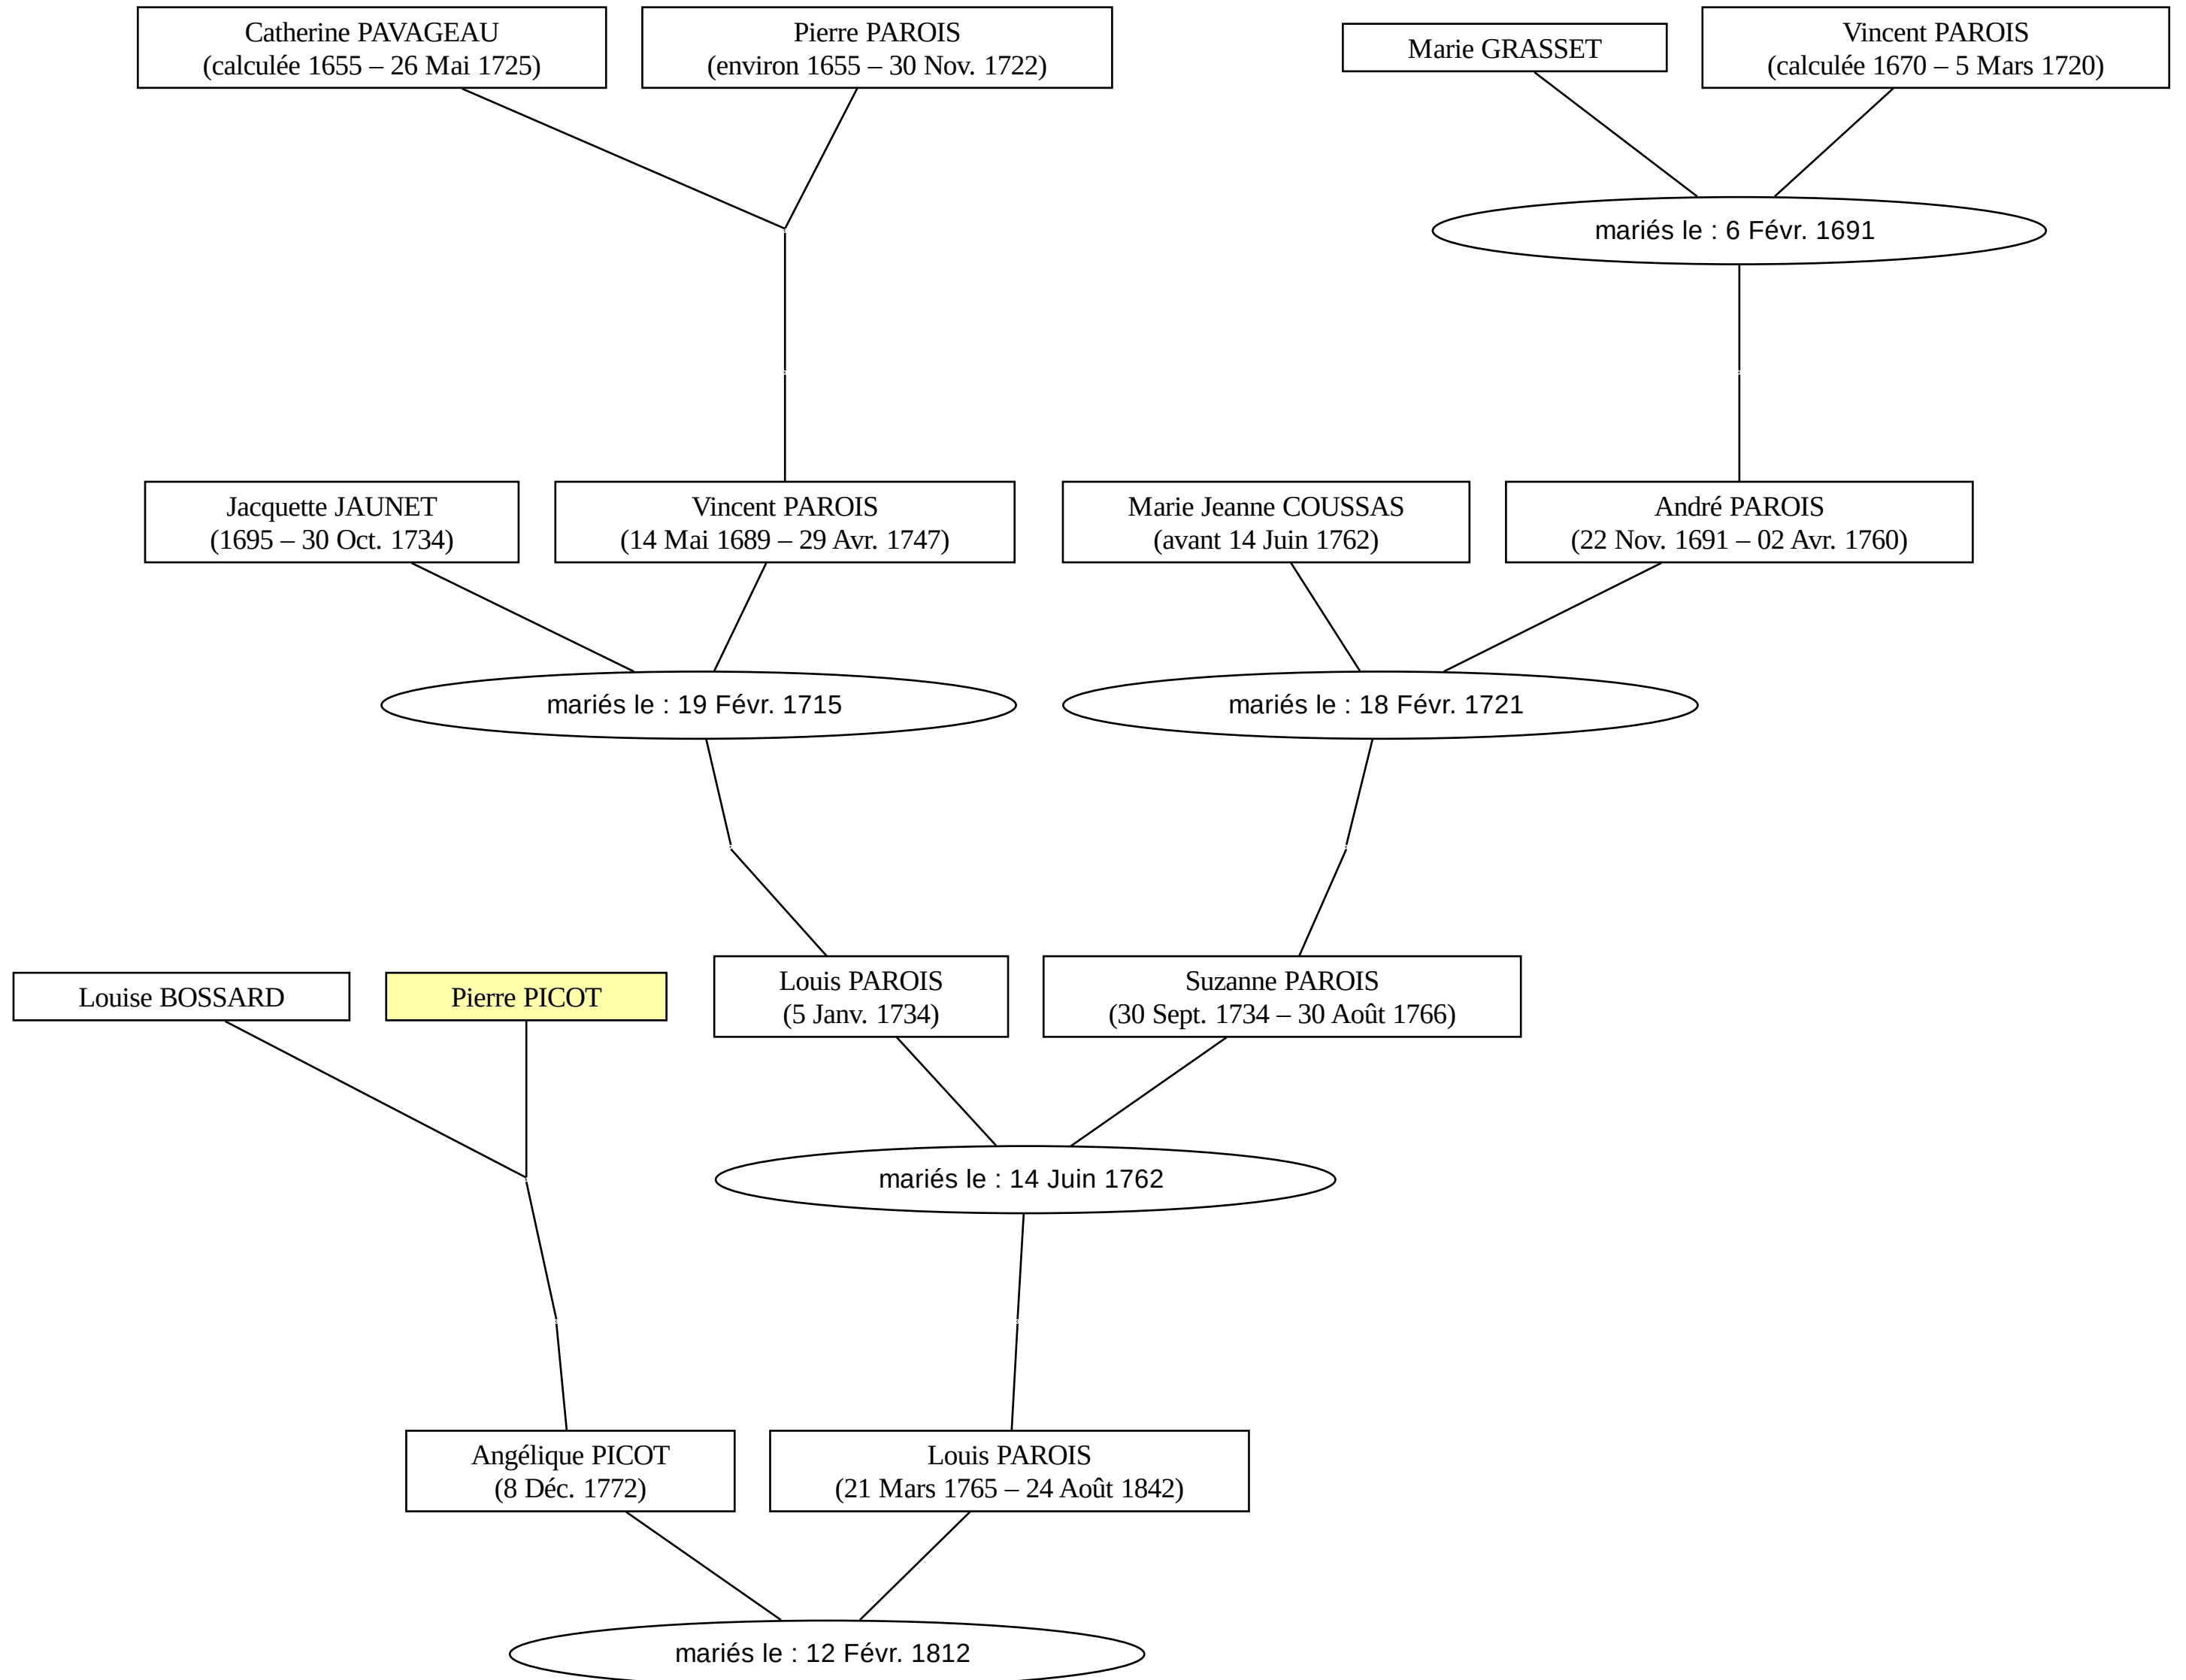 Catherine PAVAGEAU
(calculée 1655 – 26 Mai 1725)
Pierre PAROIS
(environ 1655 – 30 Nov. 1722)
Marie GRASSET
Vincent PAROIS
(calculée 1670 – 5 Mars 1720)
mariés le : 6 Févr. 1691
Jacquette JAUNET
(1695 – 30 Oct. 1734)
Vincent PAROIS
(14 Mai 1689 – 29 Avr. 1747)
Marie Jeanne COUSSAS
(avant 14 Juin 1762)
André PAROIS
(22 Nov. 1691 – 02 Avr. 1760)
mariés le : 19 Févr. 1715
mariés le : 18 Févr. 1721
Louise BOSSARD
Pierre PICOT
Louis PAROIS
(5 Janv. 1734)
Suzanne PAROIS
(30 Sept. 1734 – 30 Août 1766)
mariés le : 14 Juin 1762
Angélique PICOT
(8 Déc. 1772)
Louis PAROIS
(21 Mars 1765 – 24 Août 1842)
mariés le : 12 Févr. 1812